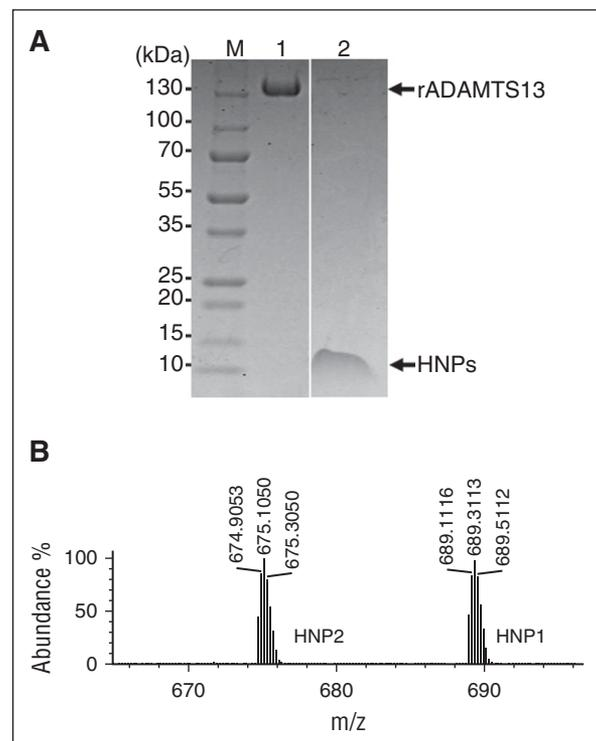 A
(kDa) M 1 2
130 rADAMTS13
100
70
55
35
25
20
15
10 HNPs
B
674.9053 675.1050 675.3050 689.1116 689.3113 689.5112
Abundance %
100
50
0
HNP2 HNP1
670 680 690
m/z